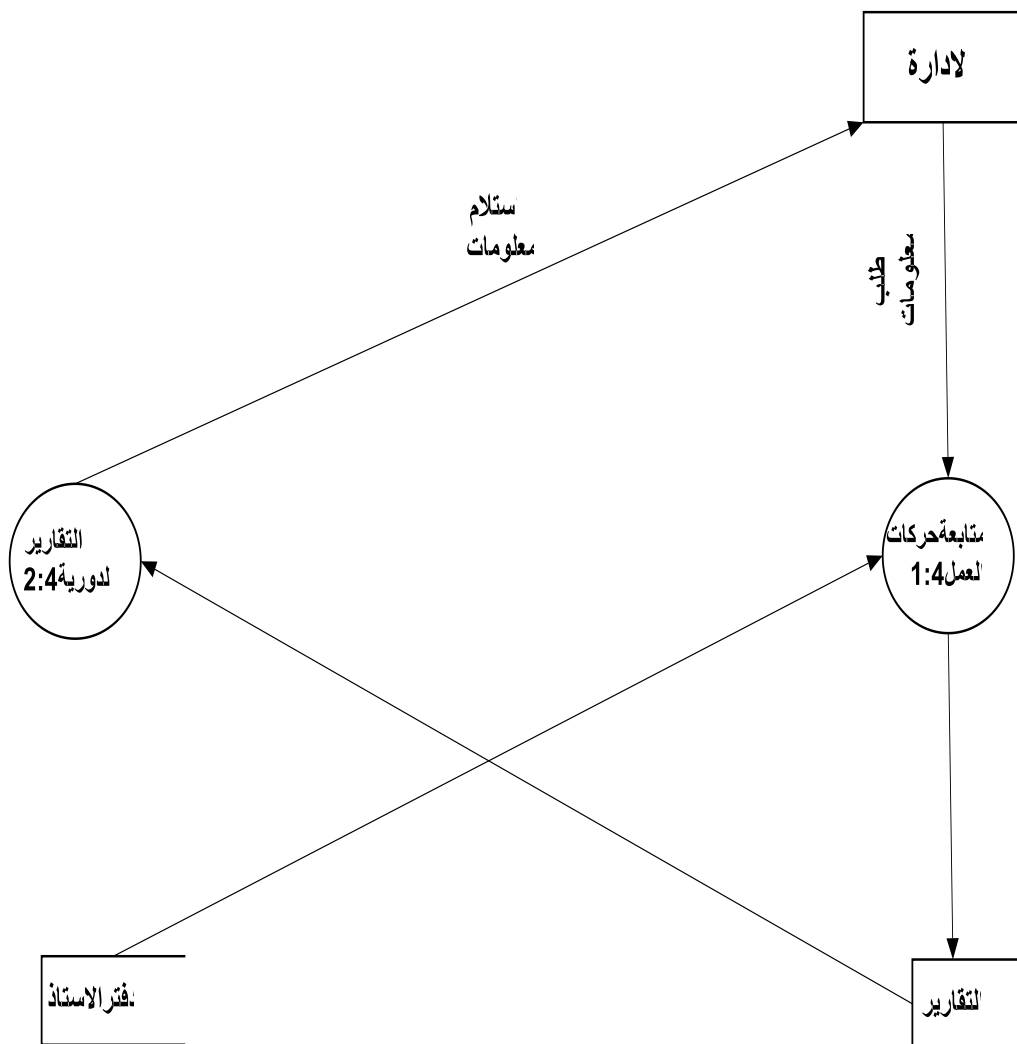 لادارة
ستلام
معلومات
طلب
معلومات
التقارير
لدورية2:4
متابعةحركات
العمل1:4
دفترالاستاذ
التقارير